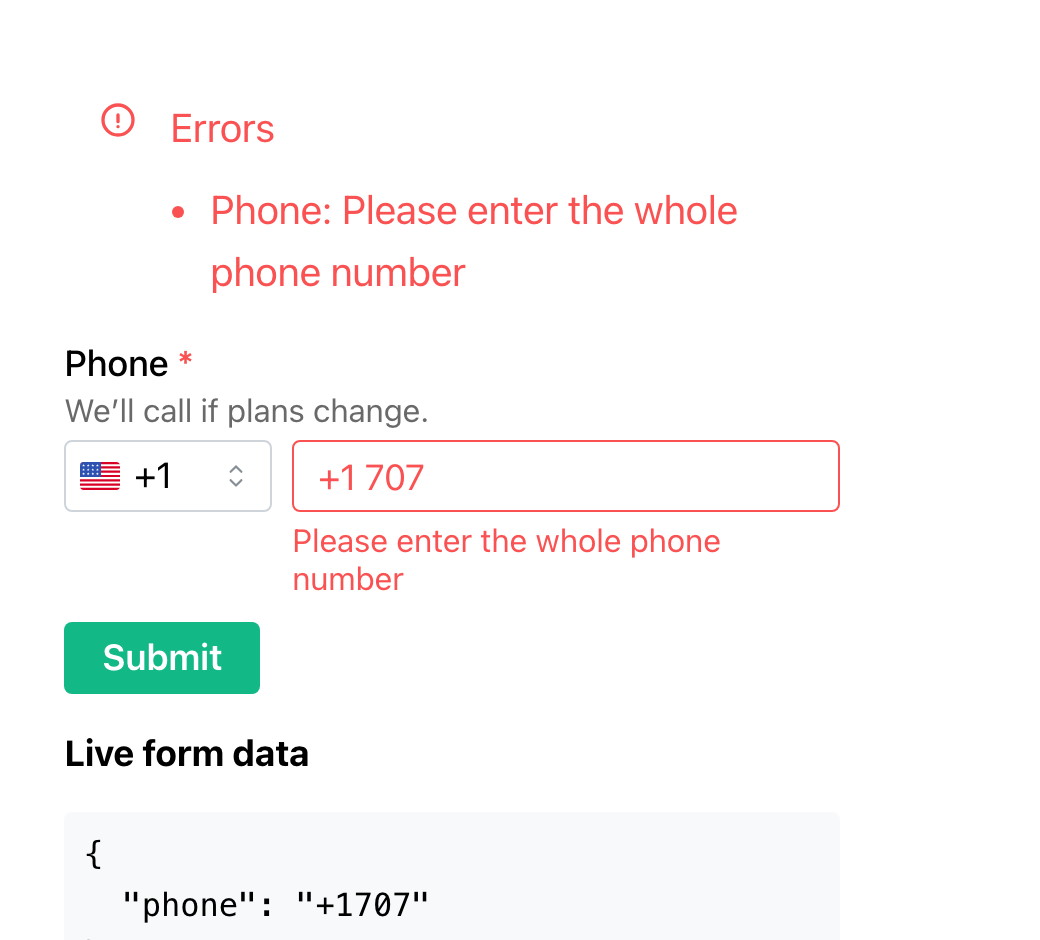 Errors
• Phone: Please enter the whole
phone number
Phone *
We’ll call if plans change.
+1
+1 707
Please enter the whole phone
number
Submit
Live form data
{
"phone": "+1707"